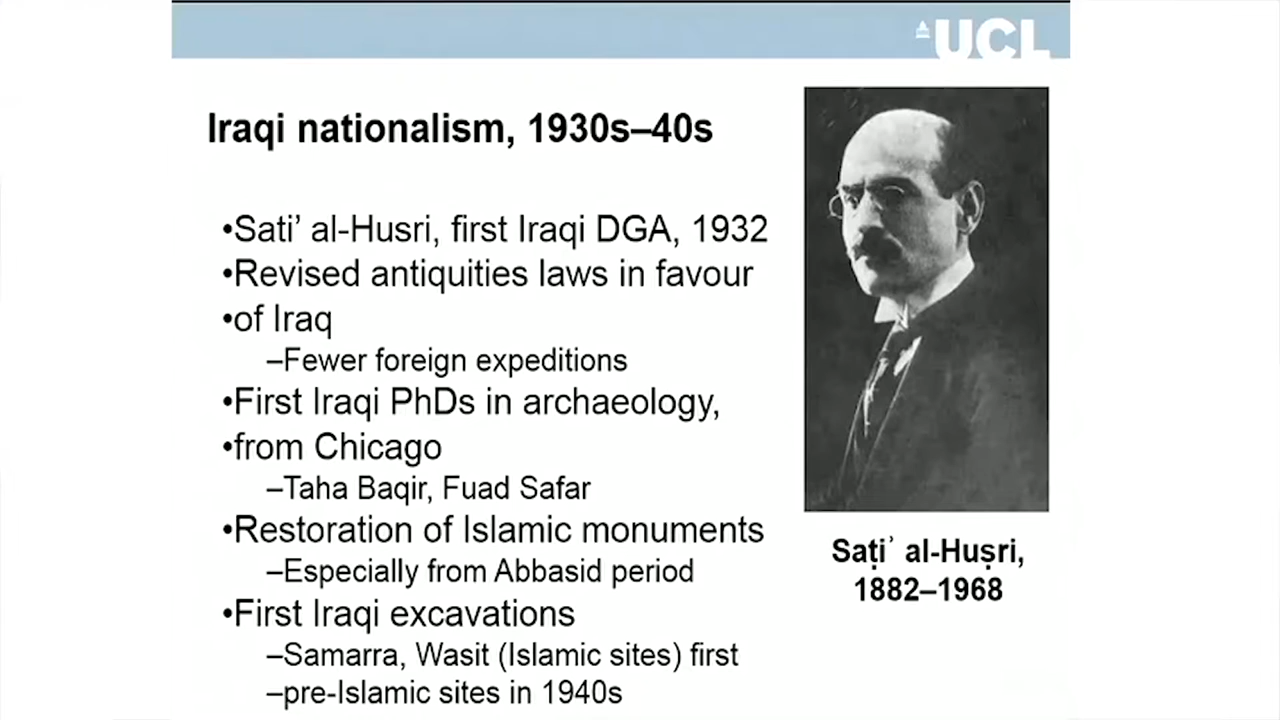 UCL
Iraqi nationalism, 1930s–40s
•Sati’ al-Husri, first Iraqi DGA, 1932
•Revised antiquities laws in favour
•of Iraq
–Fewer foreign expeditions
•First Iraqi PhDs in archaeology,
•from Chicago
–Taha Baqir, Fuad Safar
•Restoration of Islamic monuments
–Especially from Abbasid period
•First Iraqi excavations
–Samarra, Wasit (Islamic sites) first
–pre-Islamic sites in 1940s
Saṭiʾ al-Huṣri,
1882–1968